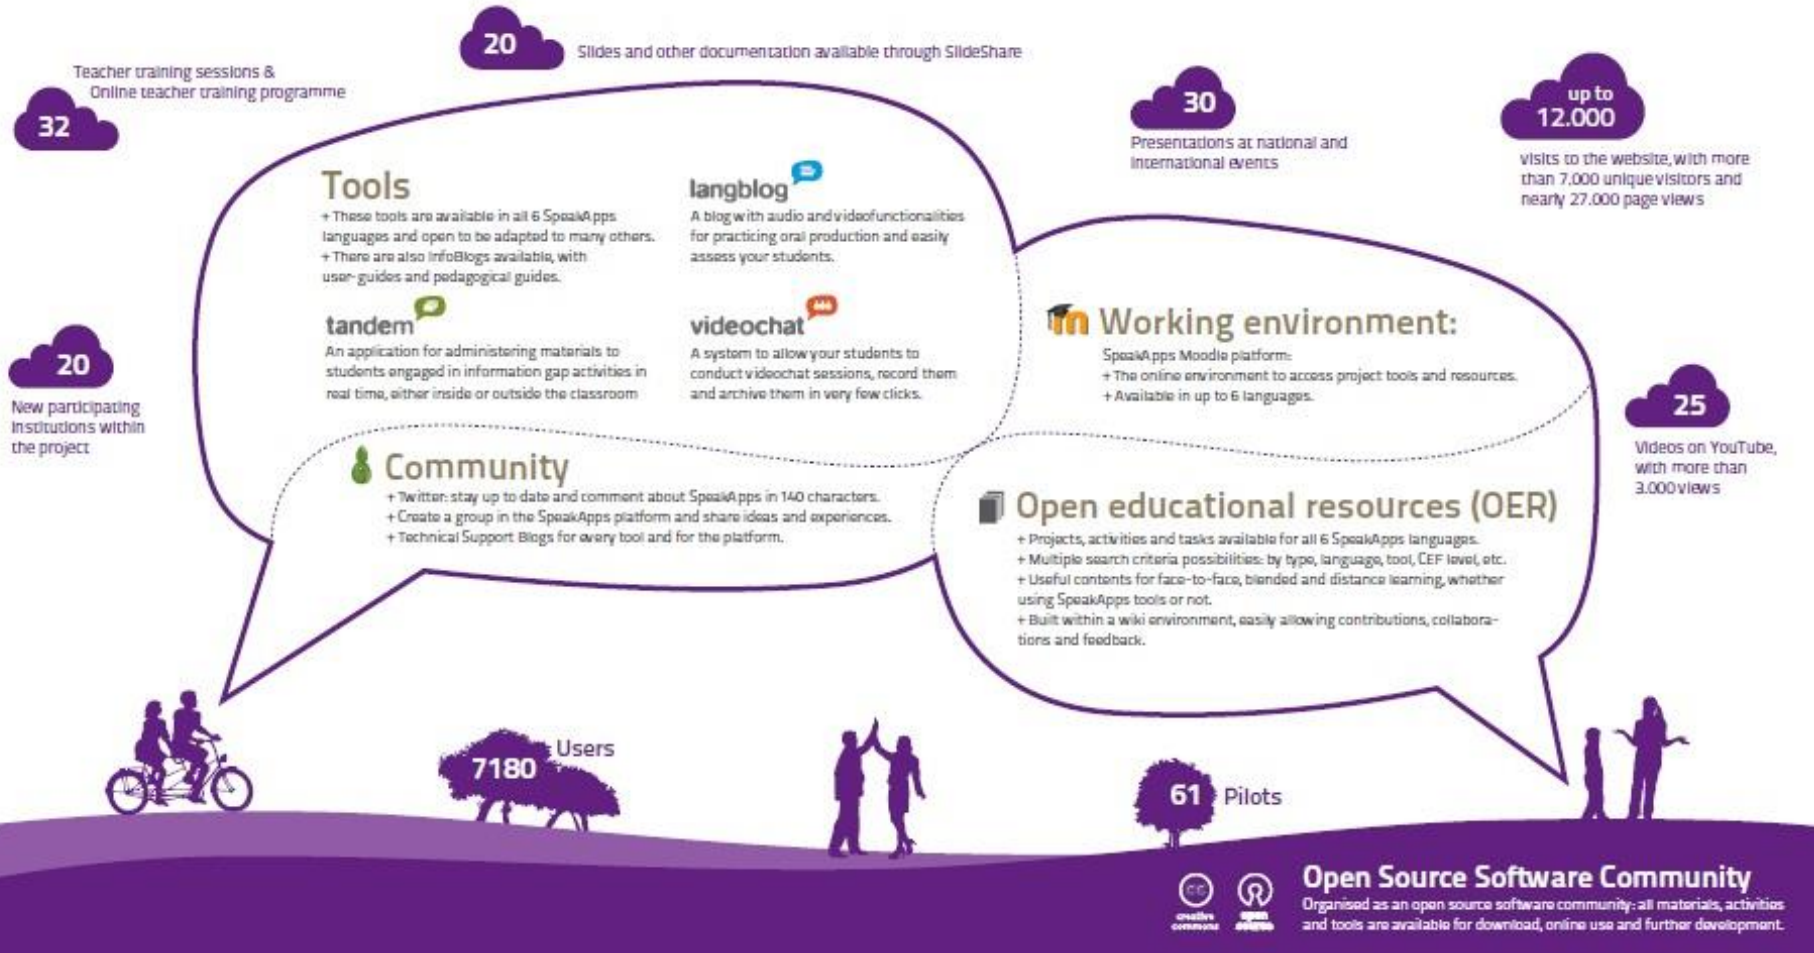 20
Slides and other documentation available through SlideShare
Teacher training sessions &
Online teacher training programme
32
30
Presentations at national and
International events
up to
12.000
visits to the website, with more
than 7.000 unique visitors and
nearly 27.000 page views
Tools
+ These tools are available in all 6 SpeakApps
languages and open to be adapted to many others.
+ There are also InfoBlogs available, with
user-guides and pedagogical guides.
langblog
A blog with audio and videofunctionalities
for practicing oral production and easily
assess your students.
tandem
An application for administering materials to
students engaged in information gap activities in
real time, either inside or outside the classroom
videochat
A system to allow your students to
conduct videochat sessions, record them
and archive them in very few clicks.
Working environment:
SpeakApps Moodle platform:
+ The online environment to access project tools and resources.
+ Available in up to 6 languages.
20
New participating
Institutions within
the project
25
Videos on YouTube,
with more than
3.000 views
Community
+ Twitter: stay up to date and comment about SpeakApps in 140 characters.
+ Create a group in the SpeakApps platform and share ideas and experiences.
+ Technical Support Blogs for every tool and for the platform.
Open educational resources (OER)
+ Projects, activities and tasks available for all 6 SpeakApps languages.
+ Multiple search criteria possibilities: by type, language, tool, CEF level, etc.
+ Useful contents for face-to-face, blended and distance learning, whether
using SpeakApps tools or not.
+ Built within a wiki environment, easily allowing contributions, collabora-
tions and feedback.
7180
Users
61
Pilots
cc
creative
commons
open
source
Open Source Software Community
Organised as an open source software community: all materials, activities
and tools are available for download, online use and further development.